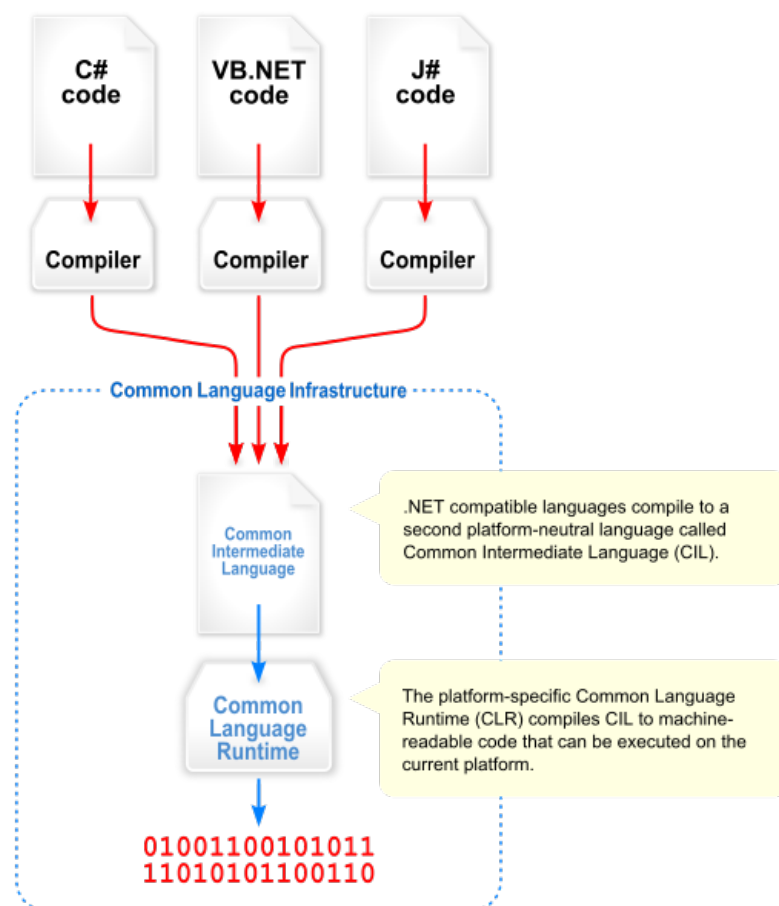 C#
code
VB.NET
code
J#
code
Compiler
Compiler
Compiler
Common Language Infrastructure
Common
Intermediate
Language
.NET compatible languages compile to a
second platform-neutral language called
Common Intermediate Language (CIL).
Common
Language
Runtime
The platform-specific Common Language
Runtime (CLR) compiles CIL to machine-
readable code that can be executed on the
current platform.
01001100101011
11010101100110